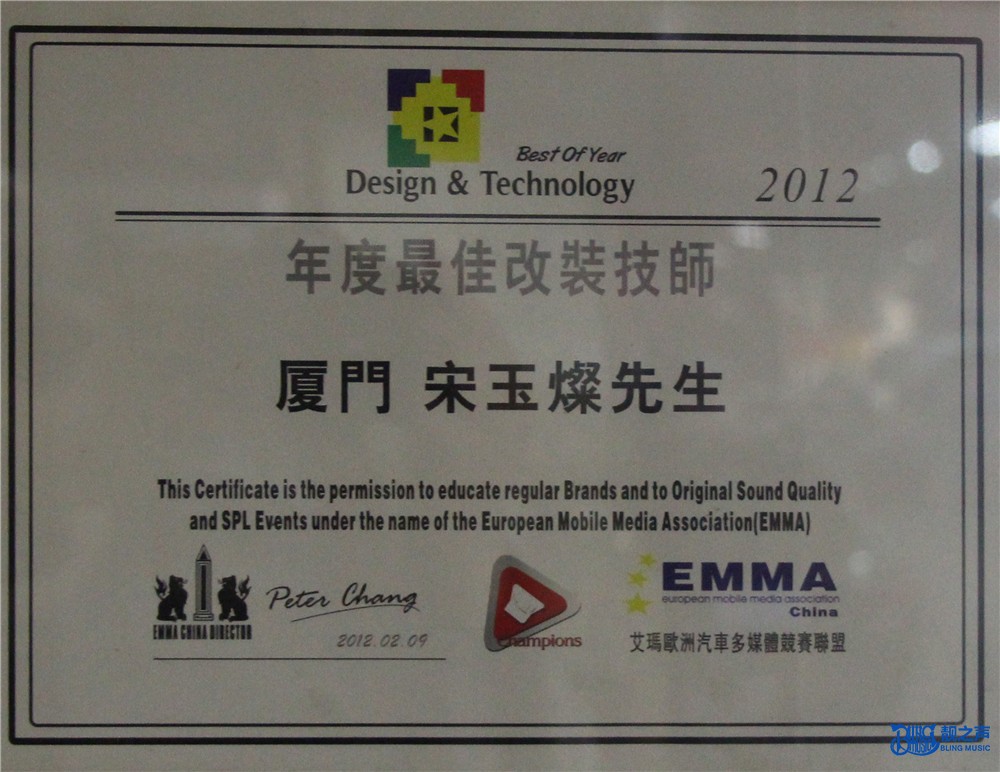 Best Of Year
Design & Technology
2012
年度最佳改裝技師
厦門 宋玉燦先生
This Certificate is the permission to educate regular Brands and to Original Sound Quality
and SPL Events under the name of the European Mobile Media Association(EMMA)
EMMA CHINA DIRECTOR
Peter Chang
2012.02.09
Champions
EMMA
european mobile media association
China
艾瑪歐洲汽車多媒體競賽聯盟
靚之声
BLING MUSIC